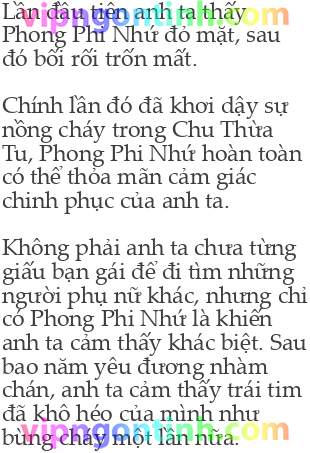 Lần đầu tiên anh ta thấy
vipngontinh.com
Phong Phi Nhứ đỏ mặt, sau
đó bối rối trốn mất.
Chính lần đó đã khơi dậy sự
nồng cháy trong Chu Thừa
Tu, Phong Phi Nhứ hoàn toàn
có thể thỏa mãn cảm giác
chinh phục của anh ta.
Không phải anh ta chưa từng
giấu bạn gái để đi tìm những
người phụ nữ khác, nhưng chỉ
có Phong Phi Nhứ là khiến
anh ta cảm thấy khác biệt. Sau
bao năm yêu đương nhàm
chán, anh ta cảm thấy trái tim
đã khô héo của mình như
vipngontinh.com
bùng cháy một lần nữa.